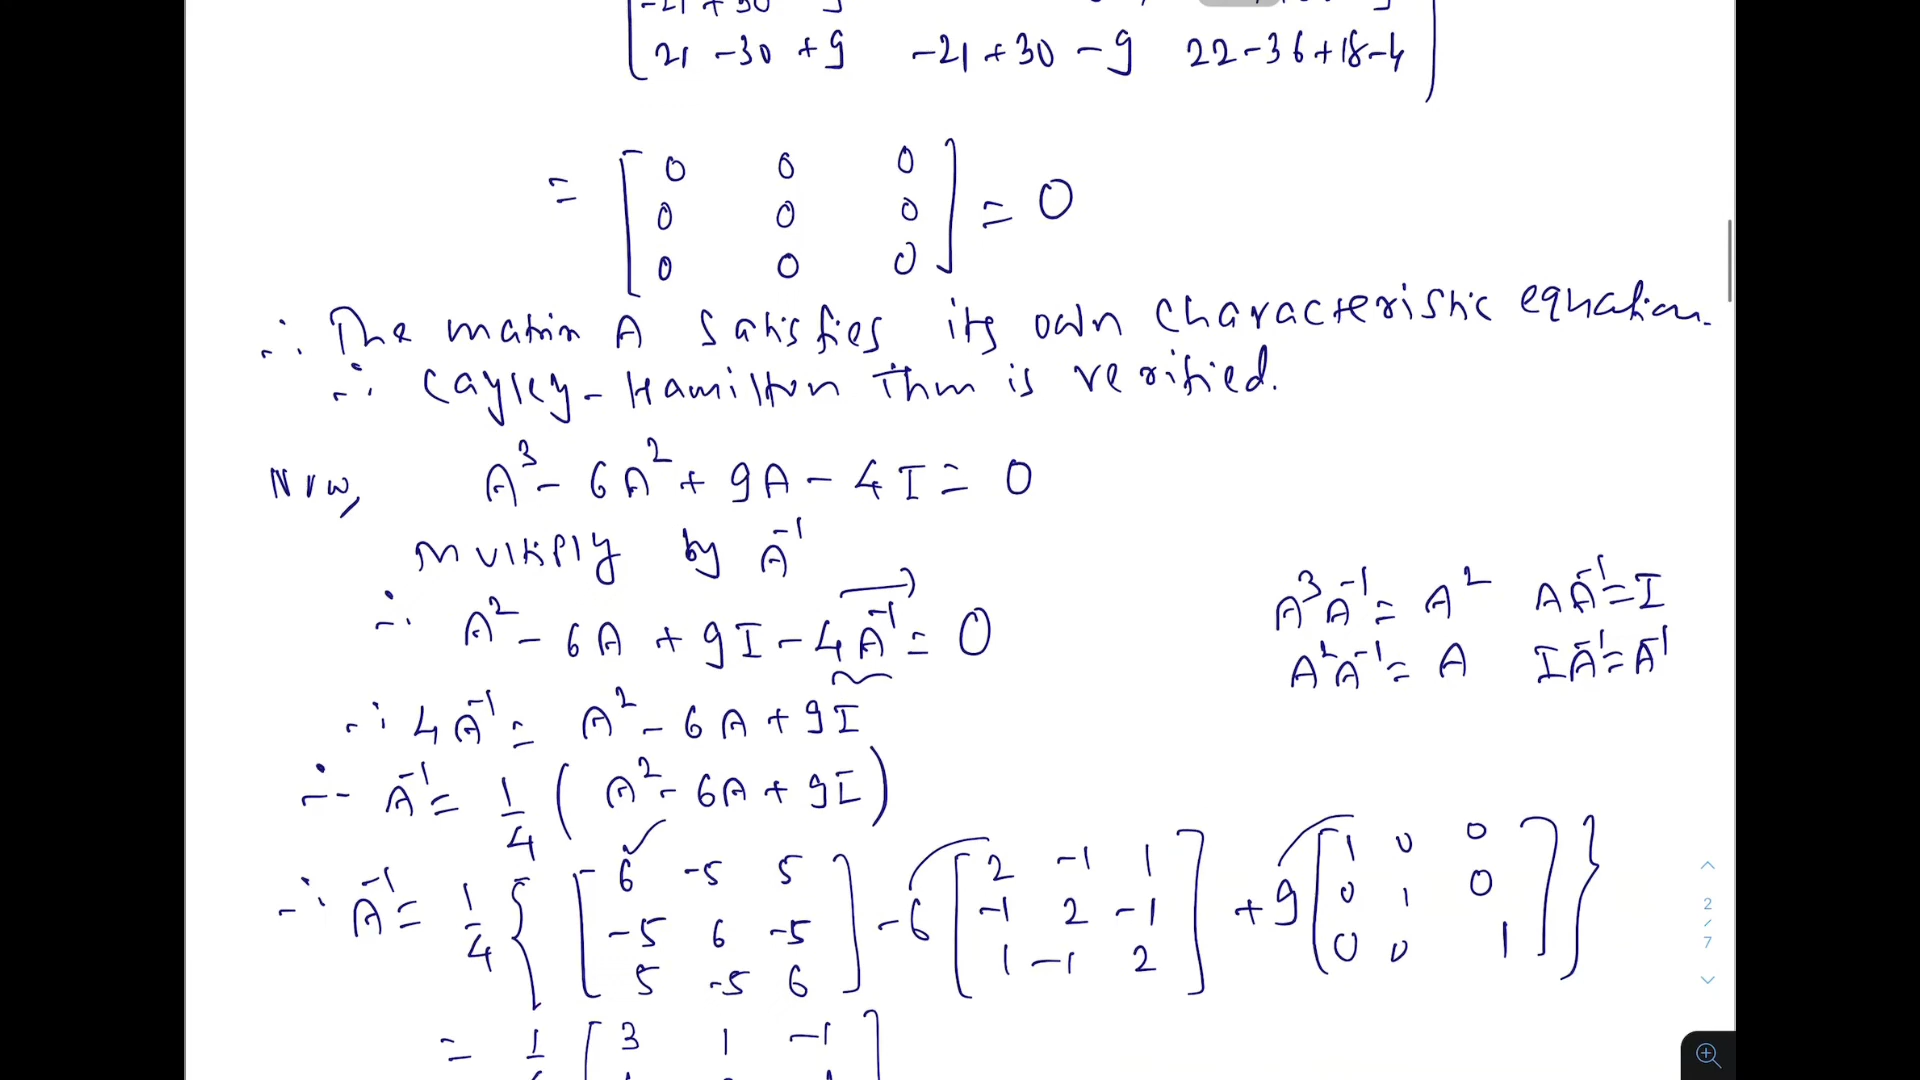 -21+30-9
21-30+9 -21+30-9 22-36+18-4
= [0 0 0
0 0 0
0 0 0] = 0
∴ The matrix A satisfies its own characteristic equation.
∴ Cayley-Hamilton Thm is verified.
Now, A³ - 6A² + 9A - 4I = 0
multiply by A⁻¹
∴ A² - 6A + 9I - 4A⁻¹ = 0
A³A⁻¹ = A² AA⁻¹ = I
A²A⁻¹ = A IA⁻¹ = A⁻¹
∴ 4A⁻¹ = A² - 6A + 9I
∴ A⁻¹ = 1/4 (A² - 6A + 9I)
∴ A⁻¹ = 1/4 { [6 -5 5 -6 [2 -1 1 +9 [1 0 0
-5 6 -5 -1 2 -1 0 1 0
5 -5 6] 1 -1 2] 0 0 1] }
= 1 [3 1 -1
2
/
7